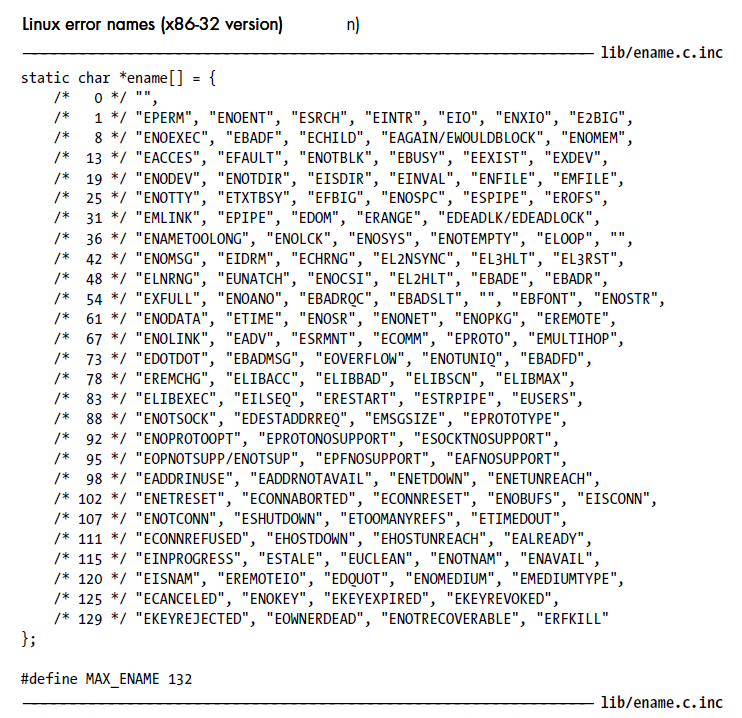 Linux error names (x86-32 version) n)
lib/ename.c.inc
static char *ename[] = {
    /*   0 */ "",
    /*   1 */ "EPERM", "ENOENT", "ESRCH", "EINTR", "EIO", "ENXIO", "E2BIG",
    /*   8 */ "ENOEXEC", "EBADF", "ECHILD", "EAGAIN/EWOULDBLOCK", "ENOMEM",
    /*  13 */ "EACCES", "EFAULT", "ENOTBLK", "EBUSY", "EEXIST", "EXDEV",
    /*  19 */ "ENODEV", "ENOTDIR", "EISDIR", "EINVAL", "ENFILE", "EMFILE",
    /*  25 */ "ENOTTY", "ETXTBSY", "EFBIG", "ENOSPC", "ESPIPE", "EROFS",
    /*  31 */ "EMLINK", "EPIPE", "EDOM", "ERANGE", "EDEADLK/EDEADLOCK",
    /*  36 */ "ENAMETOOLONG", "ENOLCK", "ENOSYS", "ENOTEMPTY", "ELOOP", "",
    /*  42 */ "ENOMSG", "EIDRM", "ECHRNG", "EL2NSYNC", "EL3HLT", "EL3RST",
    /*  48 */ "ELNRNG", "EUNATCH", "ENOCSI", "EL2HLT", "EBADE", "EBADR",
    /*  54 */ "EXFULL", "ENOANO", "EBADRQC", "EBADSLT", "", "EBFONT", "ENOSTR",
    /*  61 */ "ENODATA", "ETIME", "ENOSR", "ENONET", "ENOPKG", "EREMOTE",
    /*  67 */ "ENOLINK", "EADV", "ESRMNT", "ECOMM", "EPROTO", "EMULTIHOP",
    /*  73 */ "EDOTDOT", "EBADMSG", "EOVERFLOW", "ENOTUNIQ", "EBADFD",
    /*  78 */ "EREMCHG", "ELIBACC", "ELIBBAD", "ELIBSCN", "ELIBMAX",
    /*  83 */ "ELIBEXEC", "EILSEQ", "ERESTART", "ESTRPIPE", "EUSERS",
    /*  88 */ "ENOTSOCK", "EDESTADDRREQ", "EMSGSIZE", "EPROTOTYPE",
    /*  92 */ "ENOPROTOOPT", "EPROTONOSUPPORT", "ESOCKTNOSUPPORT",
    /*  95 */ "EOPNOTSUPP/ENOTSUP", "EPFNOSUPPORT", "EAFNOSUPPORT",
    /*  98 */ "EADDRINUSE", "EADDRNOTAVAIL", "ENETDOWN", "ENETUNREACH",
    /* 102 */ "ENETRESET", "ECONNABORTED", "ECONNRESET", "ENOBUFS", "EISCONN",
    /* 107 */ "ENOTCONN", "ESHUTDOWN", "ETOOMANYREFS", "ETIMEDOUT",
    /* 111 */ "ECONNREFUSED", "EHOSTDOWN", "EHOSTUNREACH", "EALREADY",
    /* 115 */ "EINPROGRESS", "ESTALE", "EUCLEAN", "ENOTNAM", "ENAVAIL",
    /* 120 */ "EISNAM", "EREMOTEIO", "EDQUOT", "ENOMEDIUM", "EMEDIUMTYPE",
    /* 125 */ "ECANCELED", "ENOKEY", "EKEYEXPIRED", "EKEYREVOKED",
    /* 129 */ "EKEYREJECTED", "EOWNERDEAD", "ENOTRECOVERABLE", "ERFKILL"
};
#define MAX_ENAME 132
lib/ename.c.inc